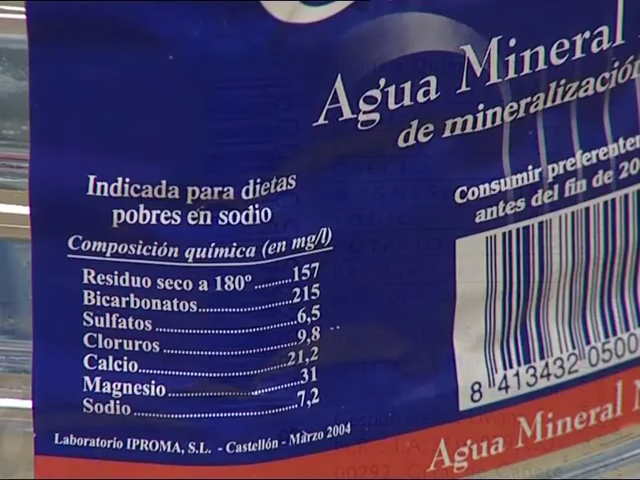 Agua Mineral
de mineralización
Indicada para dietas
pobres en sodio
Composición química (en mg/l)
Residuo seco a 180º ......... 157
Bicarbonatos ......... 215
Sulfatos ......... 6,5
Cloruros ......... 9,8
Calcio ......... 21,2
Magnesio ......... 31
Sodio ......... 7,2
Laboratorio IPROMA, S.L. - Castellón - Marzo 2004
Consumir preferente
antes del fin de 20
8 413432 0500
Agua Mineral